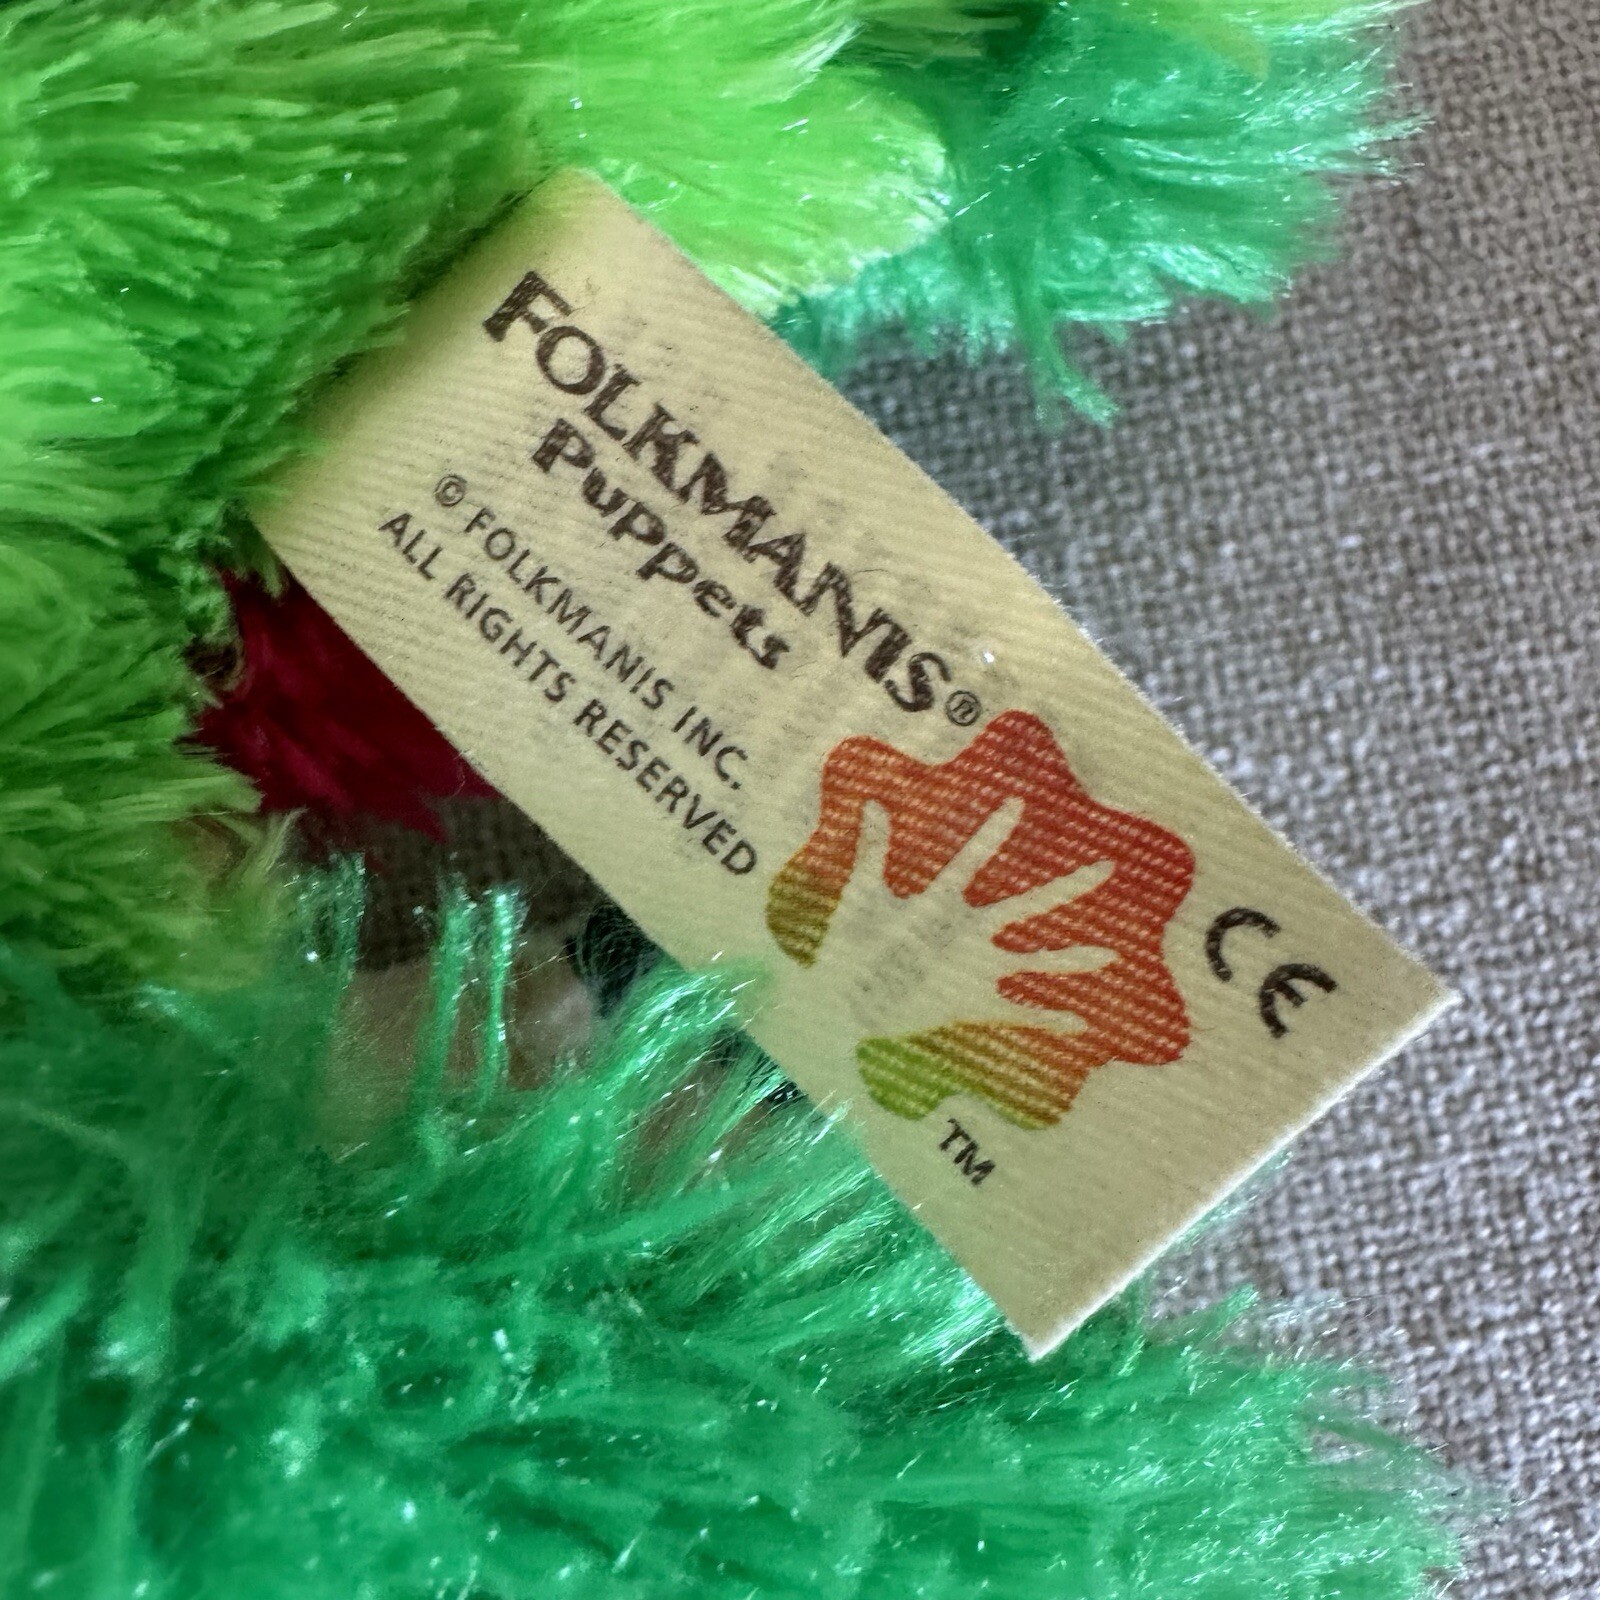 FOLKMANIS®
Puppets
© FOLKMANIS INC.
ALL RIGHTS RESERVED
CE
TM